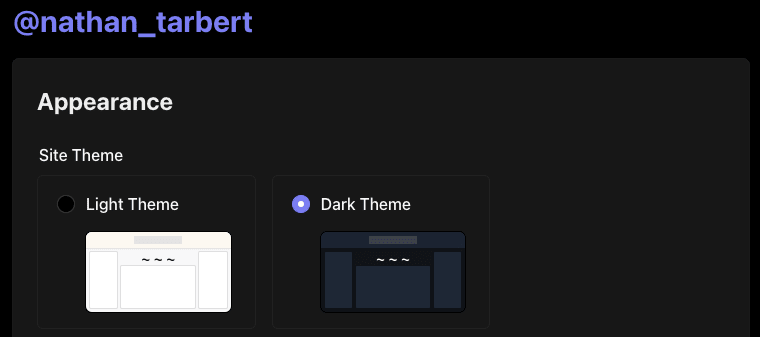 @nathan_tarbert
Appearance
Site Theme
Light Theme
Dark Theme
~ ~ ~
~ ~ ~